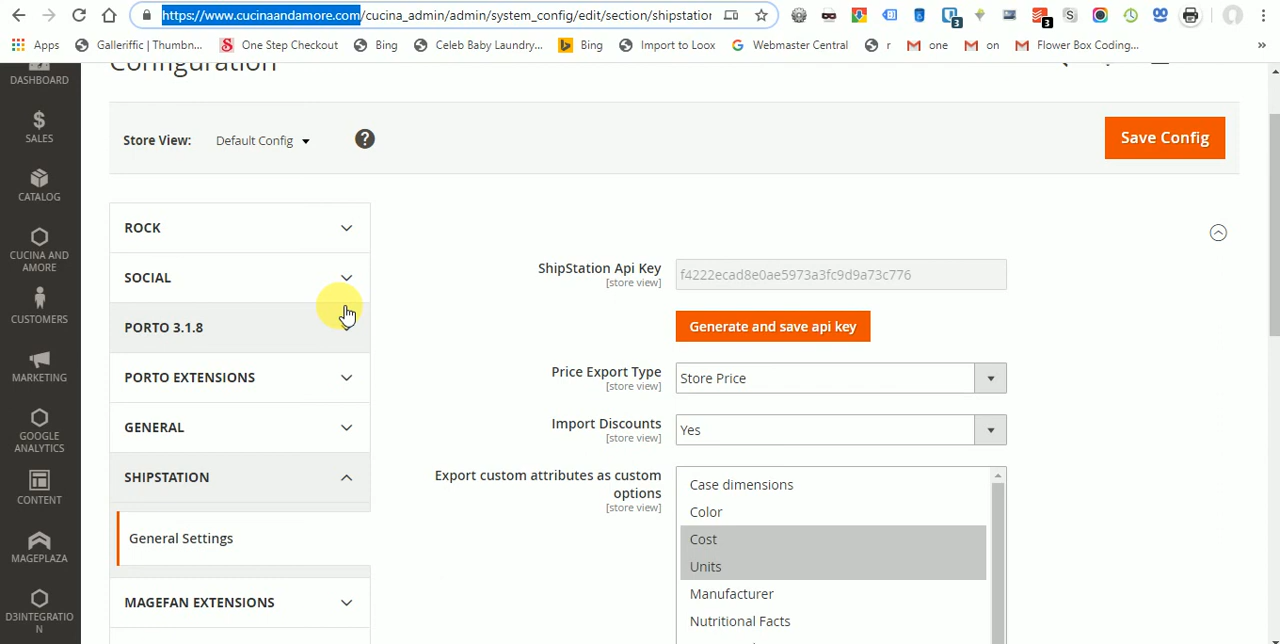 https://www.cucinaandamore.com/cucina_admin/admin/system_config/edit/section/shipstation
3
3
Apps
Galleriffic | Thumbn...
S One Step Checkout
Bing
Celeb Baby Laundry...
Bing
Import to Loox
G Webmaster Central
r
one
on
Flower Box Coding...
»
Configuration
DASHBOARD
SALES
CATALOG
CUCINA AND
AMORE
CUSTOMERS
MARKETING
GOOGLE
ANALYTICS
CONTENT
MAGEPLAZA
D3INTEGRATIO
N
Store View:
Default Config
?
Save Config
ROCK
SOCIAL
PORTO 3.1.8
PORTO EXTENSIONS
GENERAL
SHIPSTATION
General Settings
MAGEFAN EXTENSIONS
ShipStation Api Key
[store view]
f4222ecad8e0ae5973a3fc9d9a73c776
Generate and save api key
Price Export Type
[store view]
Store Price
Import Discounts
[store view]
Yes
Export custom attributes as custom
options
[store view]
Case dimensions
Color
Cost
Units
Manufacturer
Nutritional Facts